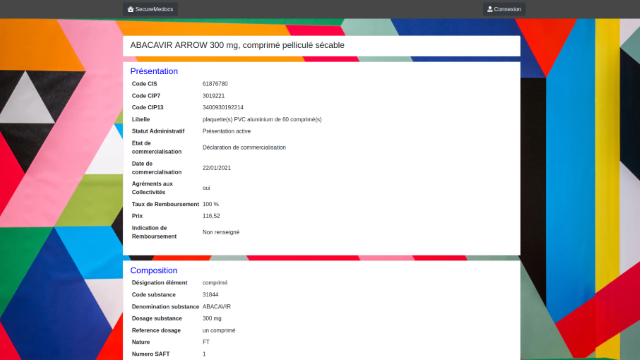 SecureMedocs Connexion
ABACAVIR ARROW 300 mg, comprimé pelliculé sécable
Présentation
Code CIS 61876780
Code CIP7 3019221
Code CIP13 3400930192214
Libelle plaquette(s) PVC aluminium de 60 comprimé(s)
Statut Administratif Présentation active
Etat de
commercialisation Déclaration de commercialisation
Date de
commercialisation 22/01/2021
Agréments aux
Collectivités oui
Taux de Remboursement 100 %
Prix 116,52
Indication de
Remboursement Non renseigné
Composition
Désignation élément comprimé
Code substance 31844
Denomination substance ABACAVIR
Dosage substance 300 mg
Reference dosage un comprimé
Nature FT
Numero SAFT 1